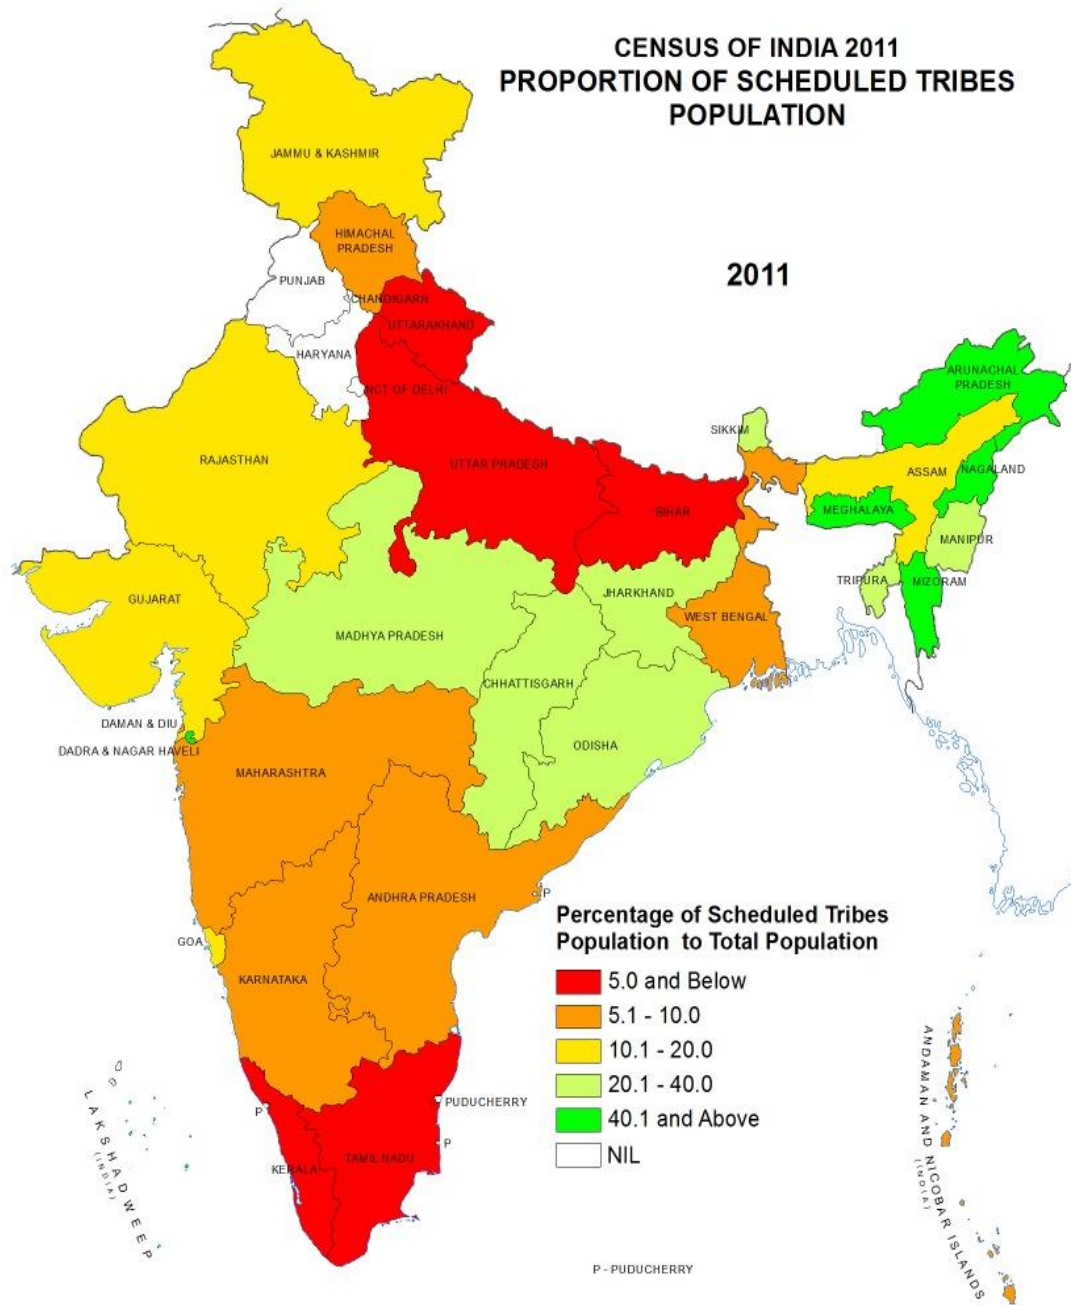 CENSUS OF INDIA 2011
PROPORTION OF SCHEDULED TRIBES
POPULATION
2011
JAMMU & KASHMIR
HIMACHAL
PRADESH
PUNJAB
CHANDIGARH
UTTARAKHAND
HARYANA
NCT OF DELHI
ARUNACHAL
PRADESH
SIKKIM
RAJASTHAN
UTTAR PRADESH
ASSAM
NAGALAND
BIHAR
MEGHALAYA
MANIPUR
TRIPURA
MIZORAM
GUJARAT
JHARKHAND
WEST BENGAL
MADHYA PRADESH
CHHATTISGARH
DAMAN & DIU
DADRA & NAGAR HAVELI
ODISHA
MAHARASHTRA
ANDHRA PRADESH
P
GOA
KARNATAKA
Percentage of Scheduled Tribes
Population to Total Population
5.0 and Below
5.1 - 10.0
10.1 - 20.0
20.1 - 40.0
40.1 and Above
NIL
PUDUCHERRY
P
P
KERALA
TAMIL NADU
LAKSHADWEEP
(INDIA)
ANDAMAN AND NICOBAR ISLANDS
(INDIA)
P - PUDUCHERRY